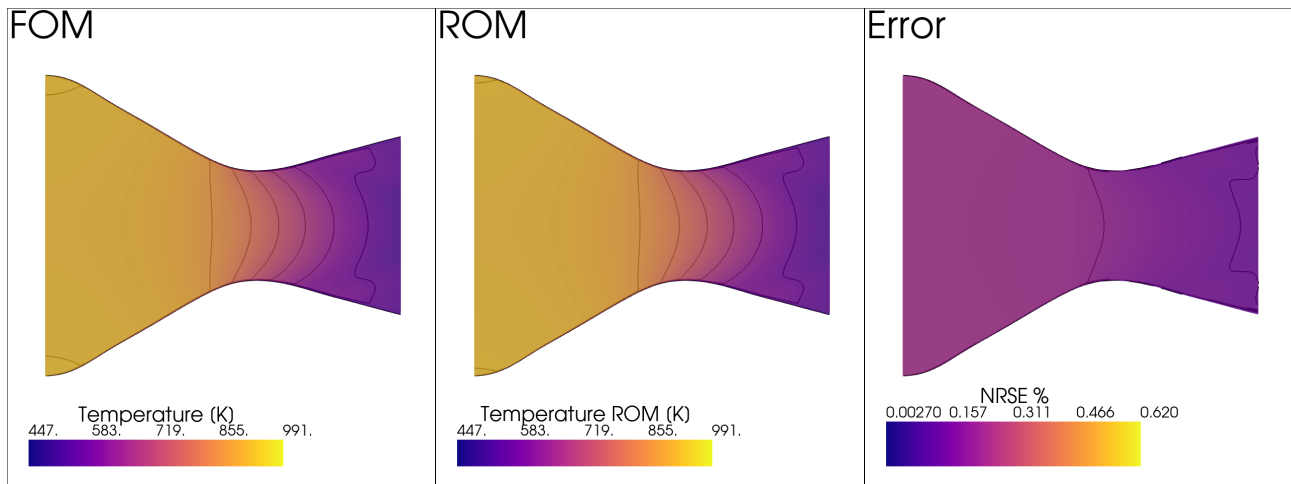 FOM
ROM
Error
Temperature (K)
447. 583. 719. 855. 991.
Temperature ROM (K)
447. 583. 719. 855. 991.
NRSE %
0.00270 0.157 0.311 0.466 0.620